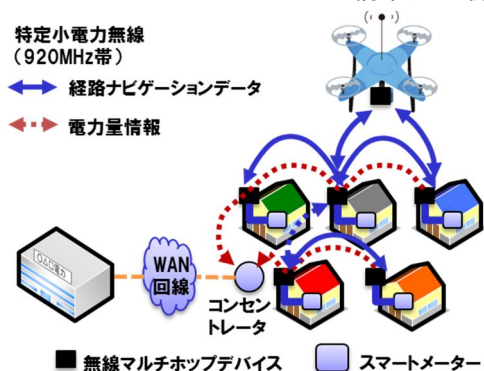 特定小電力無線
（920MHz帯）
経路ナビゲーションデータ
電力量情報
〇△□電力
WAN
回線
コンセン
トレータ
無線マルチホップデバイス
スマートメーター